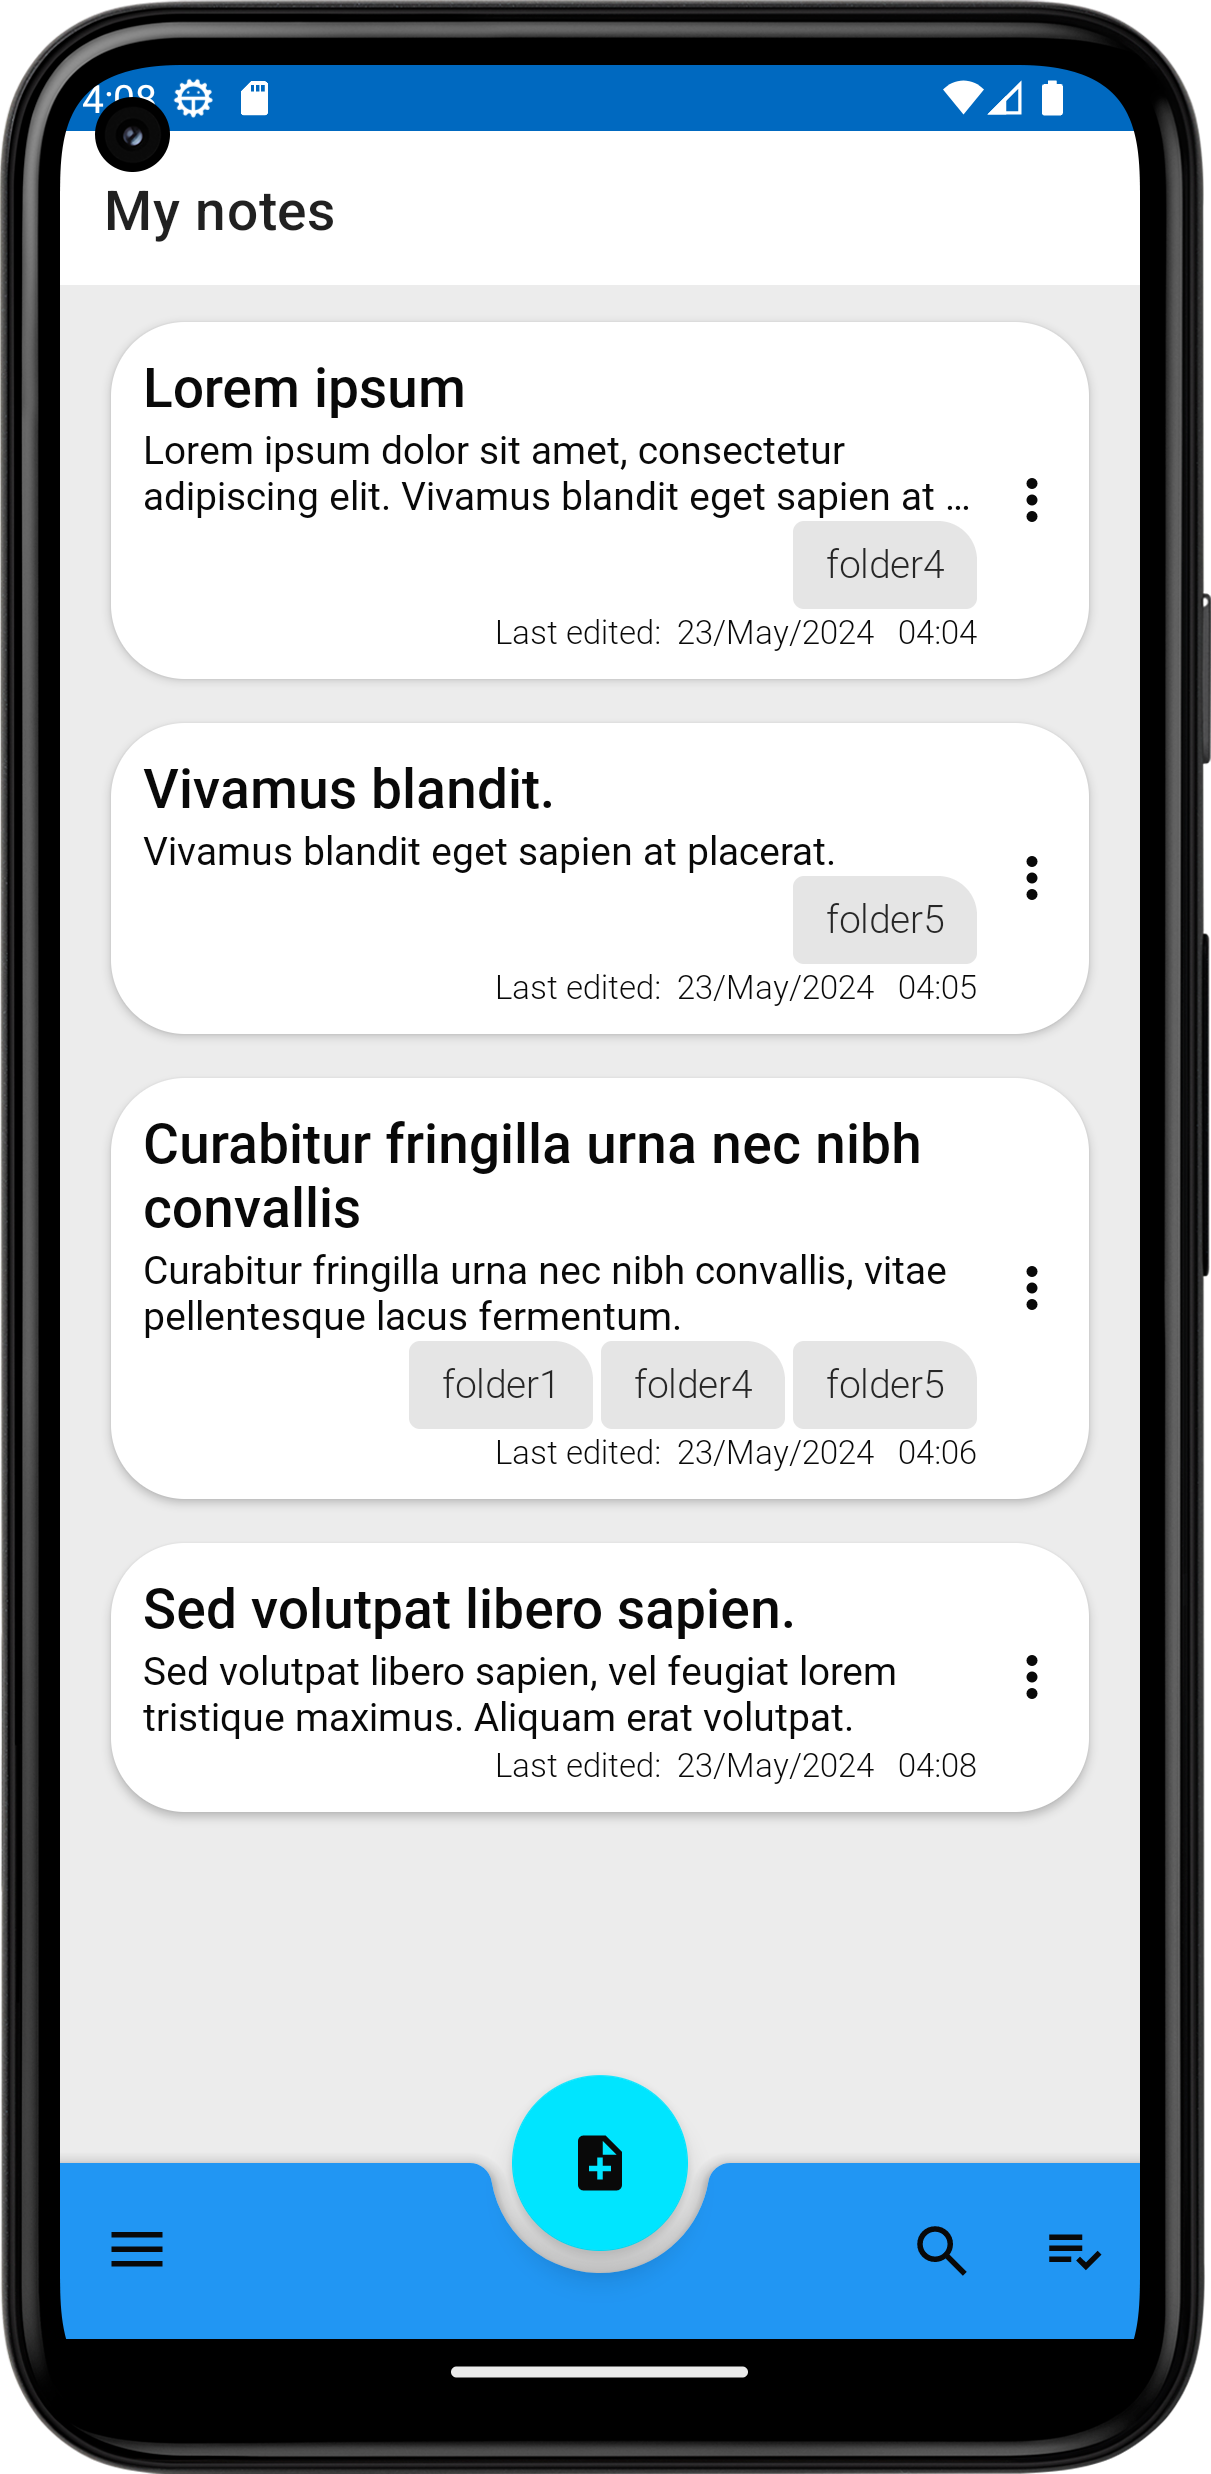 4:08
My notes
Lorem ipsum
Lorem ipsum dolor sit amet, consectetur
adipiscing elit. Vivamus blandit eget sapien at ...
folder4
Last edited: 23/May/2024 04:04
Vivamus blandit.
Vivamus blandit eget sapien at placerat.
folder5
Last edited: 23/May/2024 04:05
Curabitur fringilla urna nec nibh
convallis
Curabitur fringilla urna nec nibh convallis, vitae
pellentesque lacus fermentum.
folder1 folder4 folder5
Last edited: 23/May/2024 04:06
Sed volutpat libero sapien.
Sed volutpat libero sapien, vel feugiat lorem
tristique maximus. Aliquam erat volutpat.
Last edited: 23/May/2024 04:08